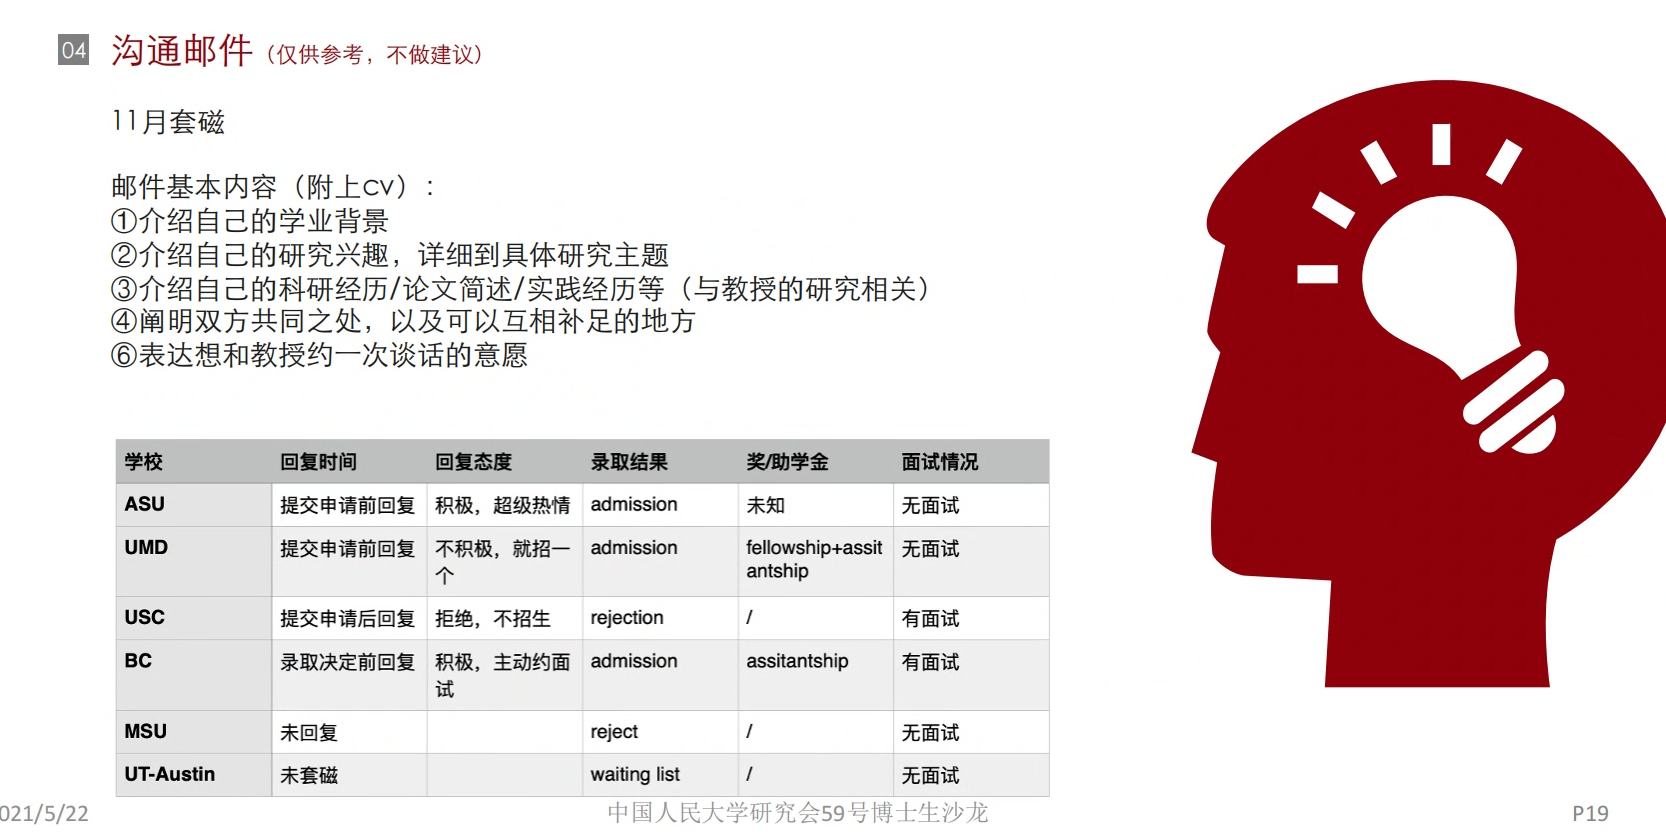 04 沟通邮件（仅供参考，不做建议）
11月套磁
邮件基本内容（附上cv）:
①介绍自己的学业背景
②介绍自己的研究兴趣，详细到具体研究主题
③介绍自己的科研经历/论文简述/实践经历等（与教授的研究相关）
④阐明双方共同之处，以及可以互相补足的地方
⑥表达想和教授约一次谈话的意愿
学校 回复时间 回复态度 录取结果 奖/助学金 面试情况
ASU 提交申请前回复 积极，超级热情 admission 未知 无面试
UMD 提交申请前回复 不积极，就招一个 admission fellowship+assitantship 无面试
USC 提交申请后回复 拒绝，不招生 rejection / 有面试
BC 录取决定前回复 积极，主动约面试 admission assitantship 有面试
MSU 未回复 reject / 无面试
UT-Austin 未套磁 waiting list / 无面试
021/5/22 中国人民大学研究会59号博士生沙龙 P19